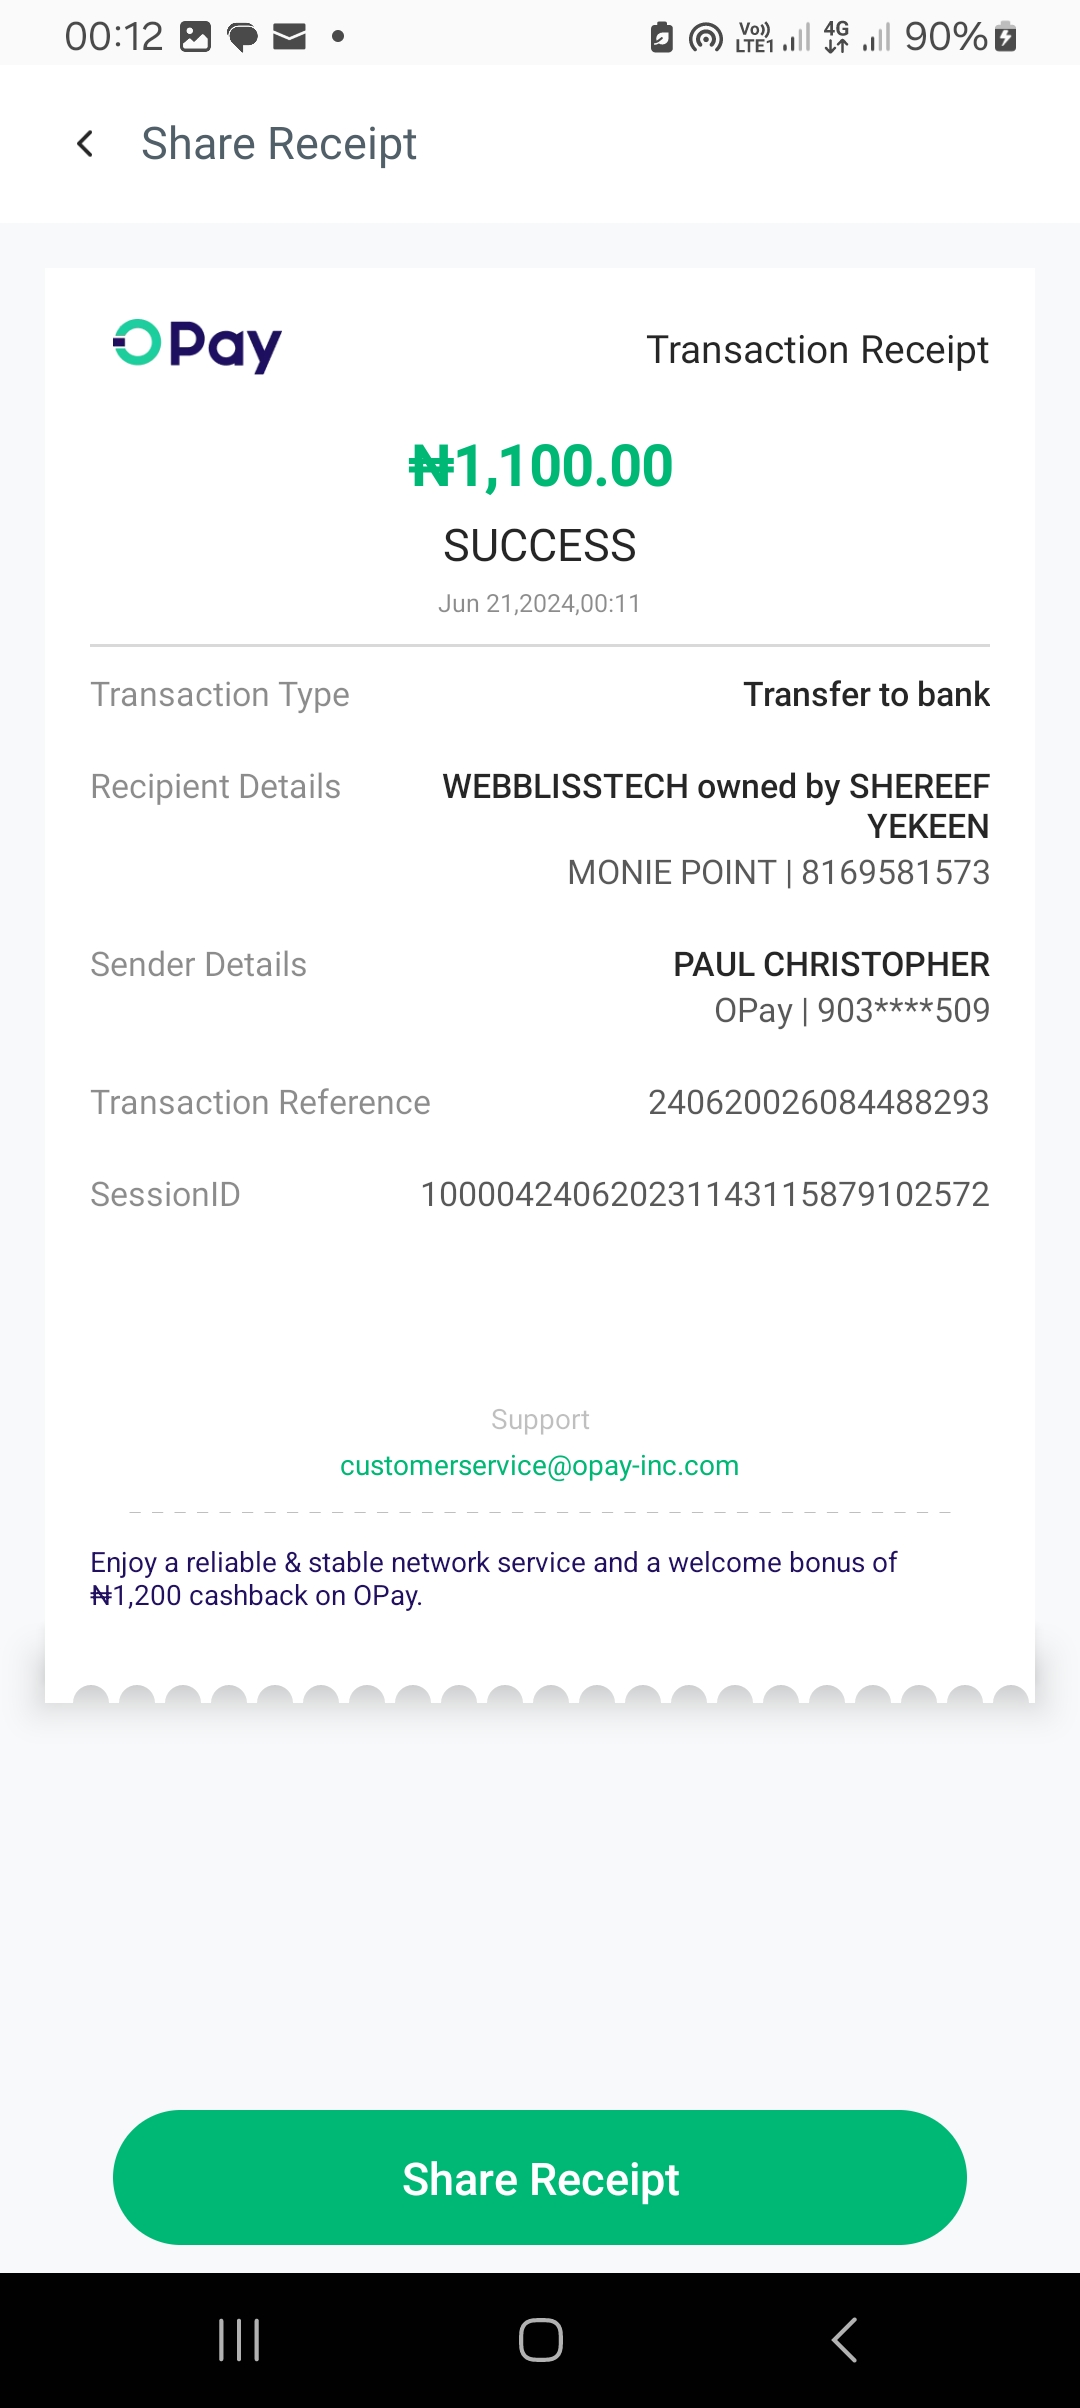 00:12
Vo)) LTE1 4G 90%
Share Receipt
OPay
Transaction Receipt
₦1,100.00
SUCCESS
Jun 21,2024,00:11
Transaction Type Transfer to bank
Recipient Details WEBBLISSTECH owned by SHEREEF
YEKEEN
MONIE POINT | 8169581573
Sender Details PAUL CHRISTOPHER
OPay | 903****509
Transaction Reference 240620026084488293
SessionID 100004240620231143115879102572
Support
customerservice@opay-inc.com
Enjoy a reliable & stable network service and a welcome bonus of
₦1,200 cashback on OPay.
Share Receipt